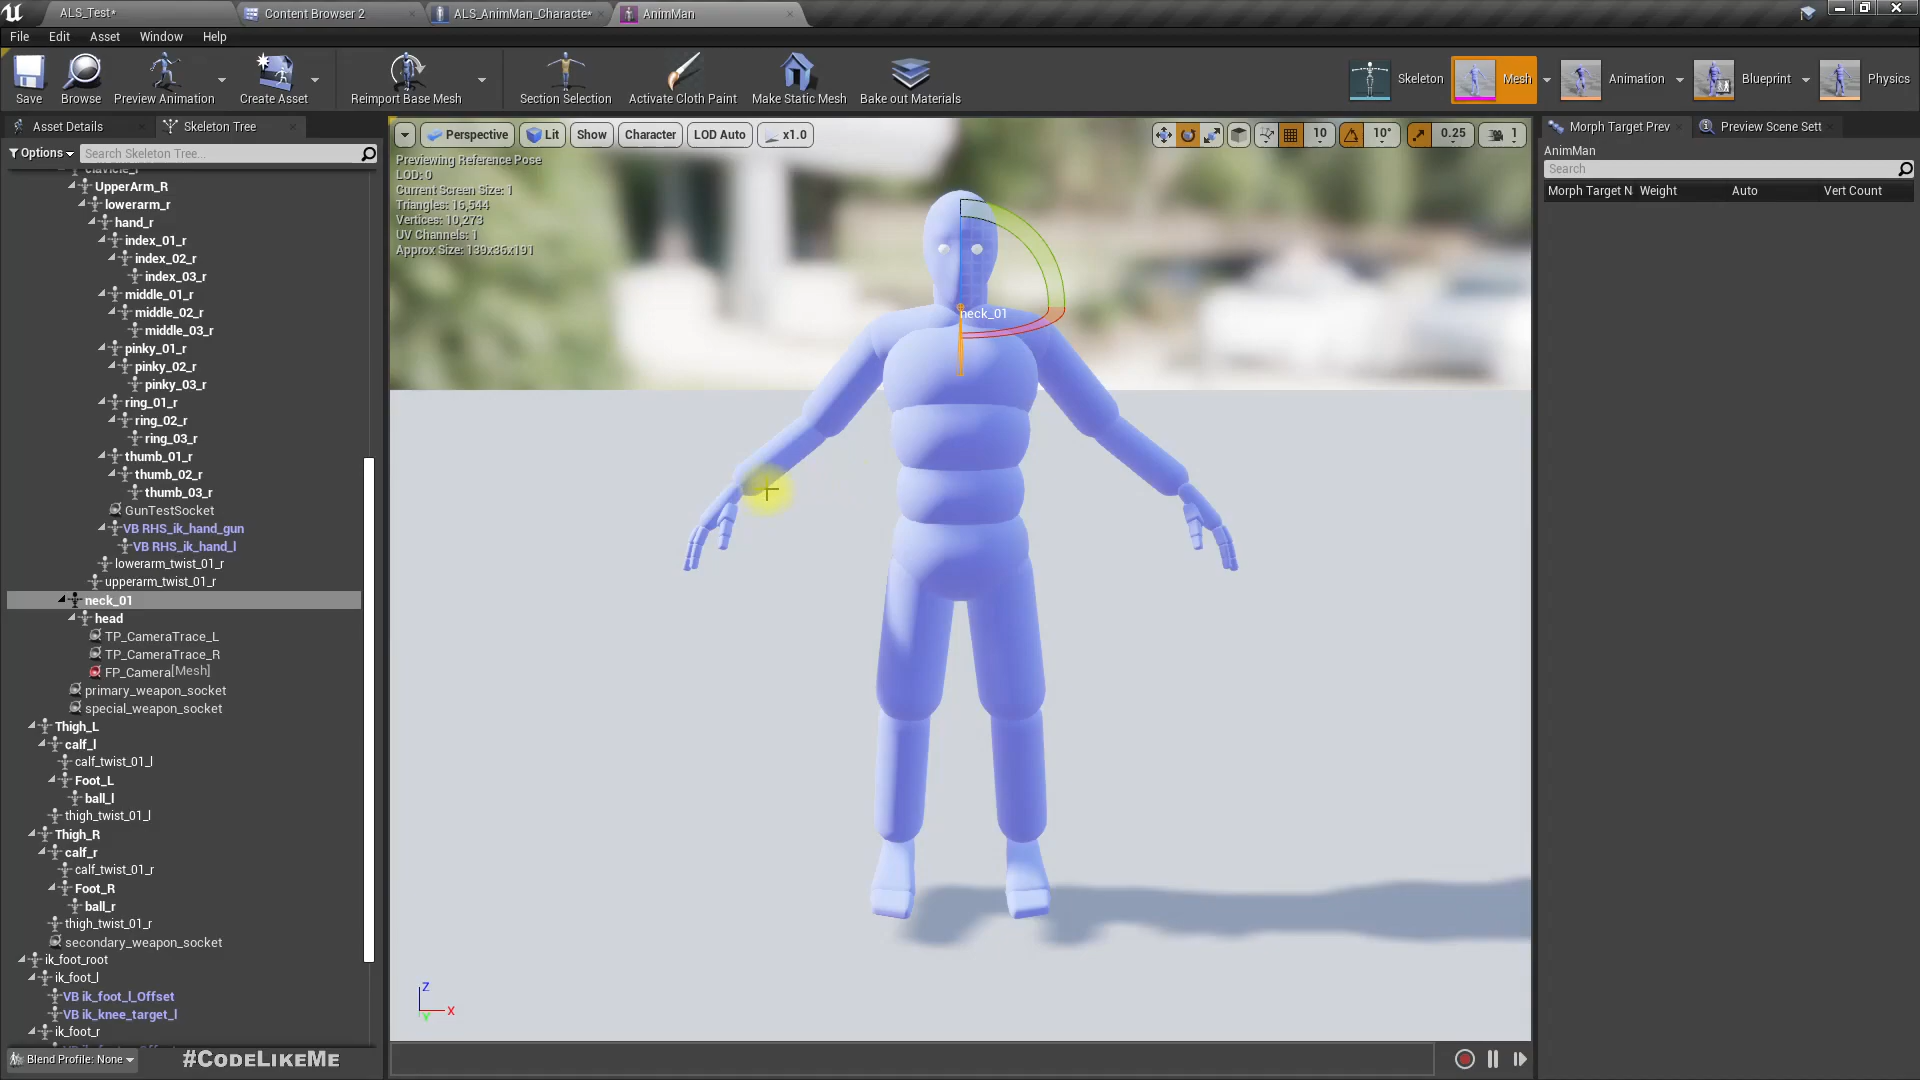 ALS_Test*
Content Browser 2
ALS_AnimMan_Characte*
AnimMan
File
Edit
Asset
Window
Help
Save
Browse
Preview Animation
Create Asset
Reimport Base Mesh
Section Selection
Activate Cloth Paint
Make Static Mesh
Bake out Materials
Skeleton
Mesh
Animation
Blueprint
Physics
Asset Details
Skeleton Tree
Options
Search Skeleton Tree...
clavicle_r
UpperArm_R
lowerarm_r
hand_r
index_01_r
index_02_r
index_03_r
middle_01_r
middle_02_r
middle_03_r
pinky_01_r
pinky_02_r
pinky_03_r
ring_01_r
ring_02_r
ring_03_r
thumb_01_r
thumb_02_r
thumb_03_r
GunTestSocket
VB RHS_ik_hand_gun
VB RHS_ik_hand_l
lowerarm_twist_01_r
upperarm_twist_01_r
neck_01
head
TP_CameraTrace_L
TP_CameraTrace_R
FP_Camera[Mesh]
primary_weapon_socket
special_weapon_socket
Thigh_L
calf_l
calf_twist_01_l
Foot_L
ball_l
thigh_twist_01_l
Thigh_R
calf_r
calf_twist_01_r
Foot_R
ball_r
thigh_twist_01_r
secondary_weapon_socket
ik_foot_root
ik_foot_l
VB ik_foot_l_Offset
VB ik_knee_target_l
ik_foot_r
Blend Profile: None
#CodeLikeMe
Perspective
Lit
Show
Character
LOD Auto
x1.0
10
10°
0.25
1
Previewing Reference Pose
LOD: 0
Current Screen Size: 1
Triangles: 16,544
Vertices: 10,273
UV Channels: 1
Approx Size: 139x36x191
neck_01
Z
X
Y
Morph Target Prev
Preview Scene Sett
AnimMan
Search
Morph Target N
Weight
Auto
Vert Count